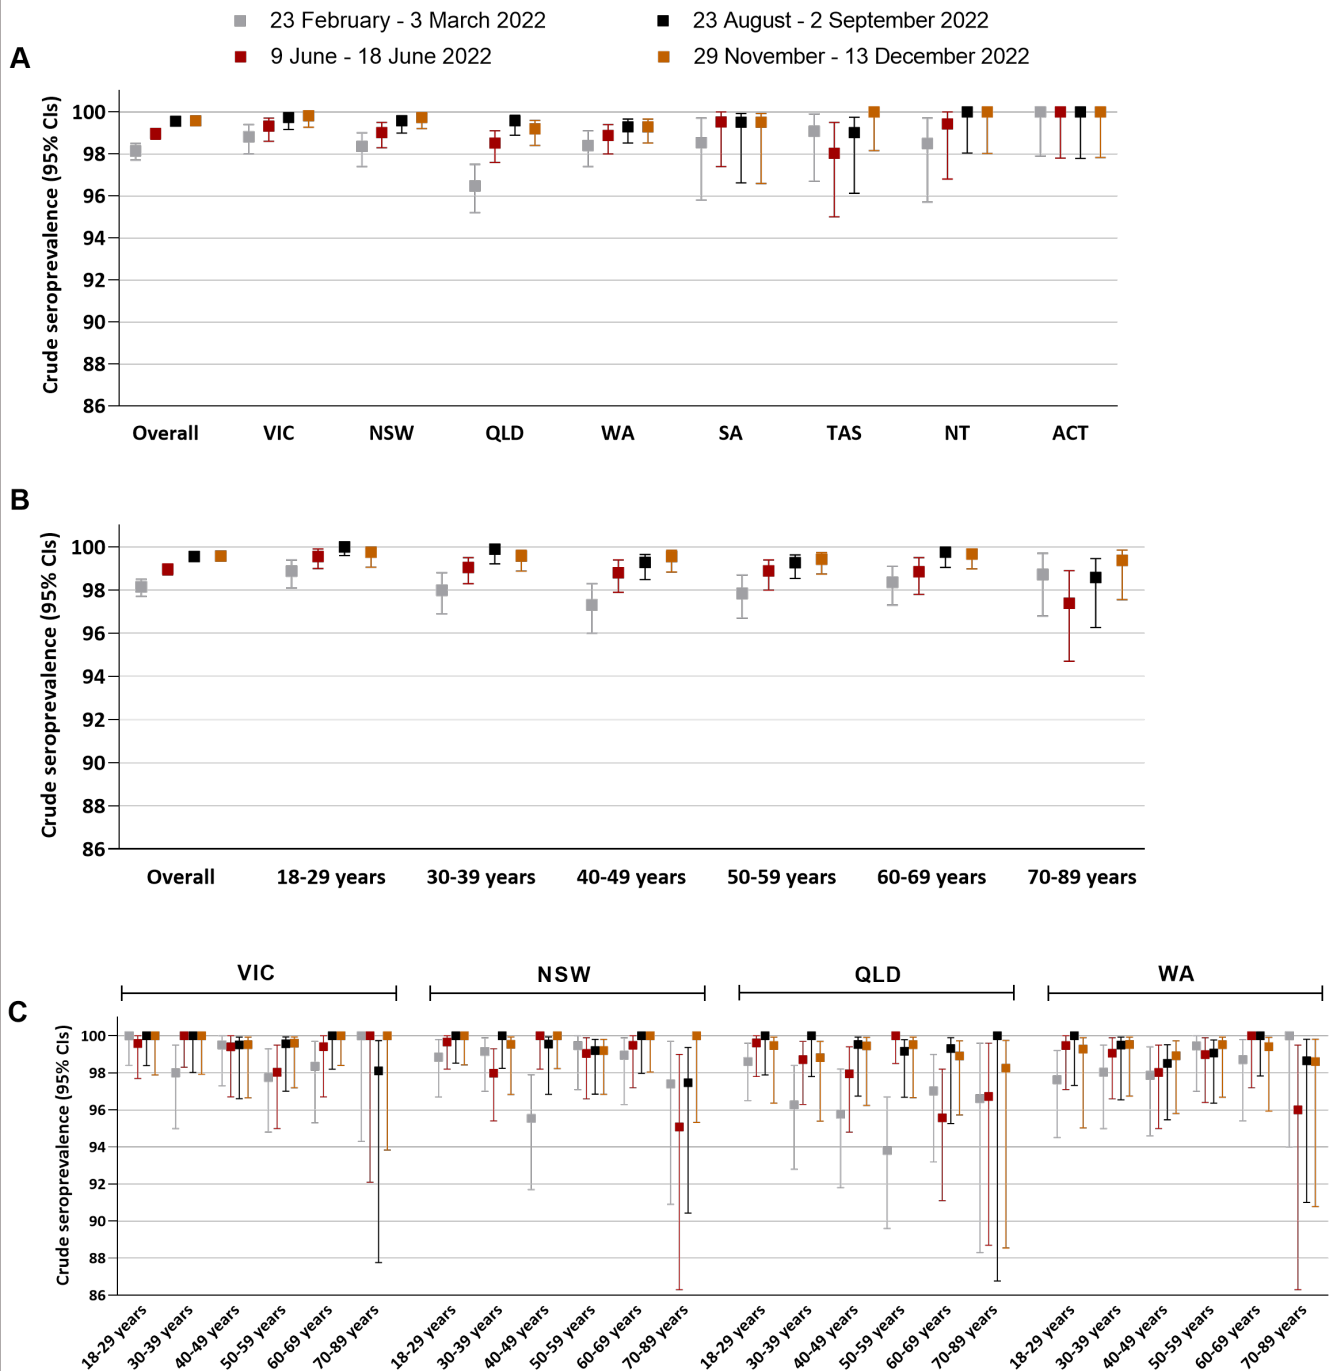 23 February - 3 March 2022
23 August - 2 September 2022
9 June - 18 June 2022
29 November - 13 December 2022
A
Crude seroprevalence (95% CIs)
100
98
96
94
92
90
88
86
Overall VIC NSW QLD WA SA TAS NT ACT
B
Crude seroprevalence (95% CIs)
100
98
96
94
92
90
88
86
Overall 18-29 years 30-39 years 40-49 years 50-59 years 60-69 years 70-89 years
VIC NSW QLD WA
C
Crude seroprevalence (95% CIs)
100
98
96
94
92
90
88
86
18-29 years 30-39 years 40-49 years 50-59 years 60-69 years 70-89 years 18-29 years 30-39 years 40-49 years 50-59 years 60-69 years 70-89 years 18-29 years 30-39 years 40-49 years 50-59 years 60-69 years 70-89 years 18-29 years 30-39 years 40-49 years 50-59 years 60-69 years 70-89 years